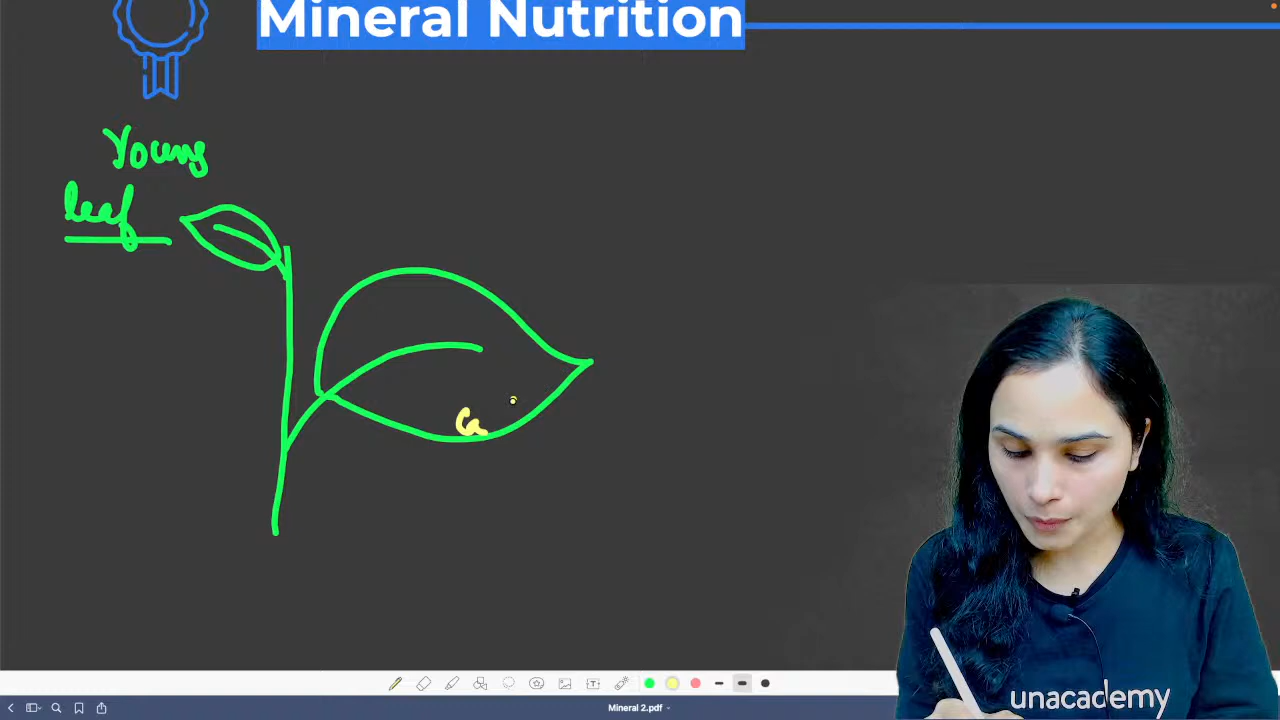 Mineral Nutrition
Young
leaf
Ca
unacademy
Mineral 2.pdf